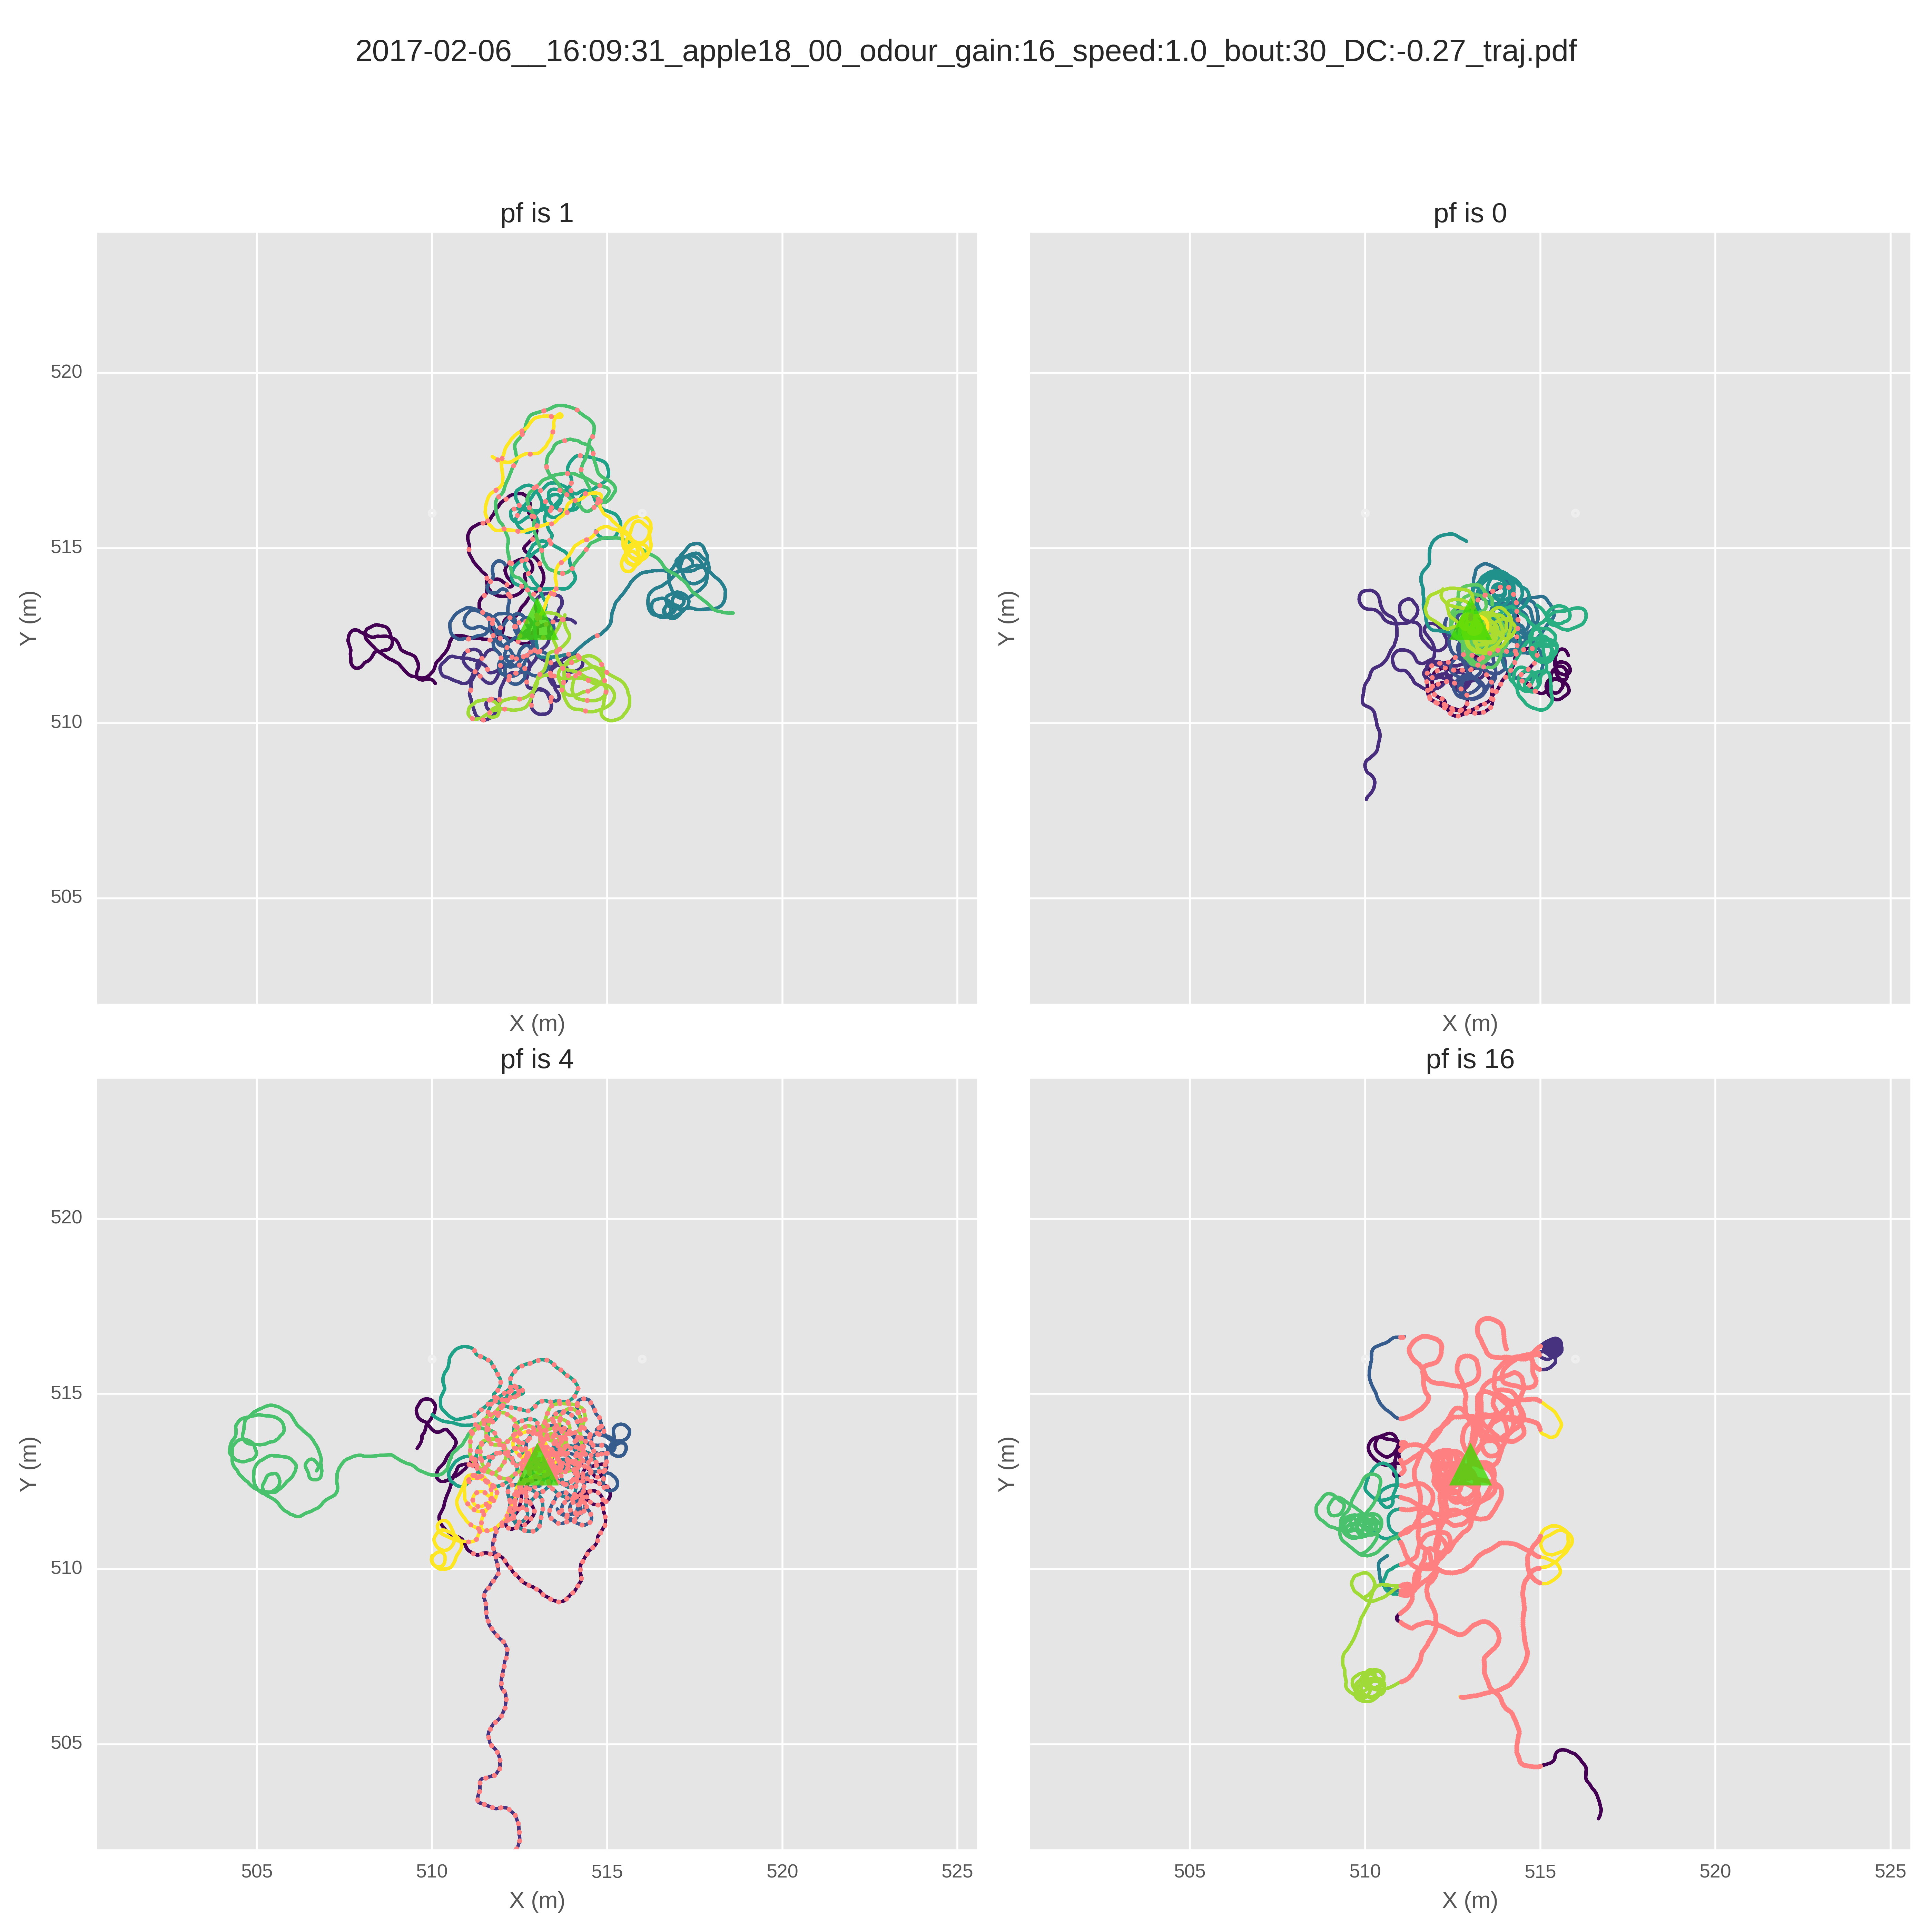 2017-02-06__16:09:31_apple18_00_odour_gain:16_speed:1.0_bout:30_DC:-0.27_traj.pdf
pf is 1
pf is 0
520
515
510
505
Y (m)
Y (m)
X (m)
X (m)
pf is 4
pf is 16
520
515
510
505
Y (m)
Y (m)
505 510 515 520 525
505 510 515 520 525
X (m)
X (m)